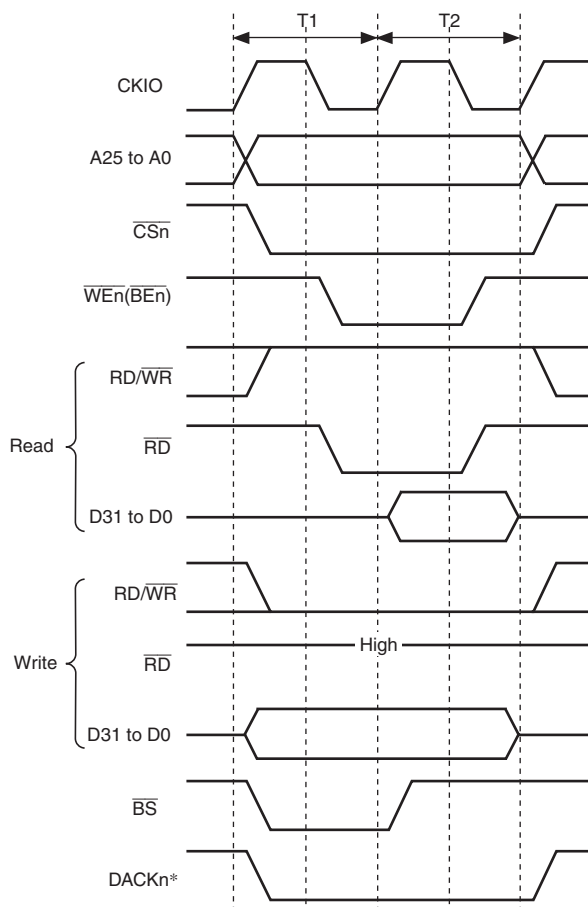 T1 T2
CKIO
A25 to A0
CSn
WEn(BEn)
RD/WR
Read
RD
D31 to D0
RD/WR
Write
RD
High
D31 to D0
BS
DACKn*